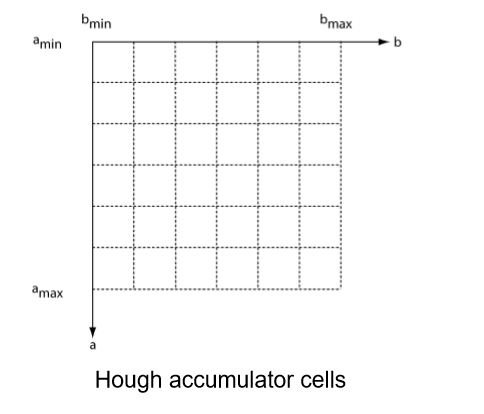 bmin
bmax
amin
b
amax
a
Hough accumulator cells